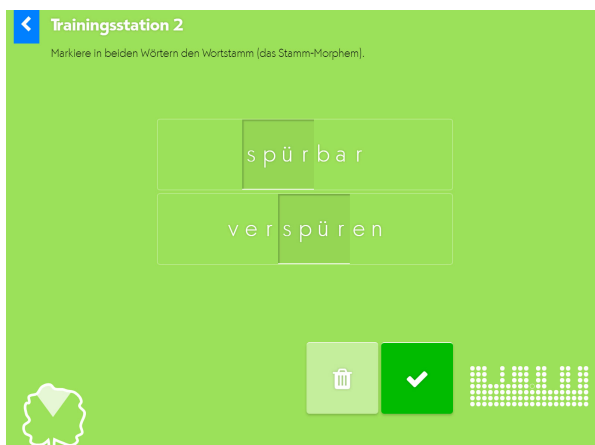 Trainingsstation 2
Markiere in beiden Wörtern den Wortstamm (das Stamm-Morphem).
spürbar
verspüren